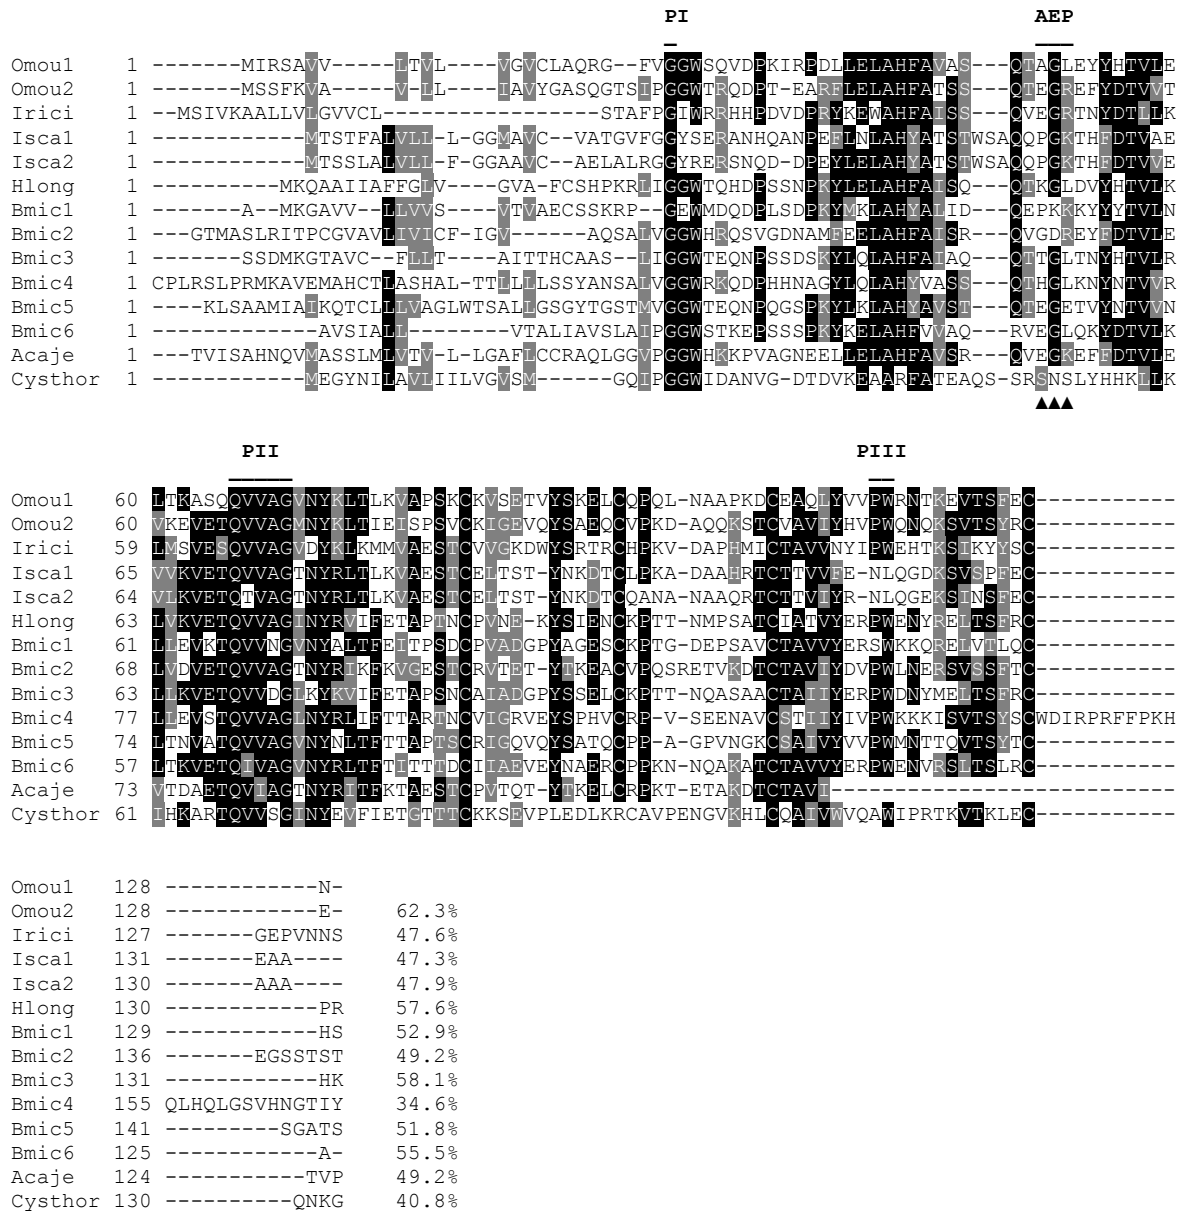 PI AEP
Omou1 1 -------MIRSAVV-----LTVL----VGVCLAQRG--FVGGWSQVDPKIRPDLLELAHFAVAS---QTAGLEYYHTVLE
Omou2 1 -------MSSFKVA-----V-LL----IAVYGASQGTSIPGGWTRQDPT-EARFLELAHFATSS---QTEGREFYDTVVT
Irici 1 --MSIVKAALLVLGVVCL-----------------STAFPGIWRRHHPDVDPRYKEWAHFAISS---QVEGRTNYDTLLK
Isca1 1 ------------MTSTFALVLL-L-GGMAVC--VATGVFGGYSERANHQANPEFLNLAHYATSTWSAQQPGKTHFDTVAE
Isca2 1 ------------MTSSLALVLL-F-GGAAVC--AELALRGGYRERSNQD-DPEYLELAHYATSTWSAQQPGKTHFDTVVE
Hlong 1 ----------MKQAAIIAFFGLV----GVA-FCSHPKRLIGGWTQHDPSSNPKYLELAHFAISQ---QTKGLDVYHTVLK
Bmic1 1 -------A--MKGAVV--LLVVS----VTVAECSSKRP--GEWMDQDPLSDPKYMKLAHYALID---QEPKKKYYYTVLN
Bmic2 1 ---GTMASLRITPCGVAVLIVICF-IGV------AQSALVGGWHRQSVGDNAMFEELAHFAISR---QVGDREYFDTVLE
Bmic3 1 -------SSDMKGTAVC--FLLT----AITTHCAAS--LIGGWTEQNPSSDSKYLQLAHFAIAQ---QTTGLTNYHTVLR
Bmic4 1 CPLRSLPRMKAVEMAHCTLASHAL-TTLLLLLSSYANSALVGGWRKQDPHHNAGYLQLAHYVASS---QTHGLKNYNTVVR
Bmic5 1 ----KLSAAMIAIKQTCLLLVAGLWTSALLGSGYTGSTMVGGWTEQNPQGSPKYLKLAHYAVST---QTEGETVYNTVVN
Bmic6 1 -------------AVSIALL--------VTALIAVSLAIPGGWSTKEPSSSPKYKELAHFVVAQ---RVEGLQKYDTVLK
Acaje 1 ---TVISAHNQVMASSLMLVTV-L-LGAFLCCRAQLGGVPGGWHKKPVAGNEELLELAHFAVSR---QVEGKEFFDTVLE
Cysthor 1 ------------MEGYNILAVLIILVGVSM------GQIPGGWIDANVG-DTDVKEAARFATEAQSS-SRSNSLYHHKLLK
▲▲▲
PII PIII
Omou1 60 LTKASQQVVAGVNYKLTLKVAPSKCKVSETVYSKELCQPQL-NAAPKDCEAQLYVVPWRNTKEVTSFEC-----------
Omou2 60 VKEVETQVVAGMNYKLTIEISPSVCKIGEVQYSAEQCVPKD-AQQKSTCVAVIYHVPWQNQKSVTSYRC-----------
Irici 59 LMSVESQVVAGVDYKLKMMVAESTCVVGKDWYSRTRCHPKV-DAPHMICTAVVNYIPWEHTKSIKYYSC-----------
Isca1 65 VVKVETQVVAGTNYRLTLKVAESTCELTST-YNKDTCLPKA-DAAHRTCTTVVFE-NLQGDKSVSPFEC-----------
Isca2 64 VLKVETQTVAGTNYRLTLKVAESTCELTST-YNKDTCQANA-NAAQRTCTTVIYR-NLQGEKSINSFEC-----------
Hlong 63 LVKVETQVVAGINYRVIFETAPTNCPVNE-KYSIENCKPTT-NMPSATCIATVYERPWENYRELTSFRC-----------
Bmic1 61 LLEVKTQVVNGVNYALTFEITPSDCPVADGPYAGESCKPTG-DEPSAVCTAVVYERSWKKQRELVTLQC-----------
Bmic2 68 LVDVETQVVAGTNYRIKFKVGESTCRVTET-YTKEACVPQSRETVKDTCTAVIYDVPWLNERSVSSFTC-----------
Bmic3 63 LLKVETQVVDGLKYKVIFETAPSNCAIADGPYSSELCKPTT-NQASAACTAIIYERPWDNYMELTSFRC-----------
Bmic4 77 LLEVSTQVVAGLNYRLIFTTARTNCVIGRVEYSPHVCRP-V-SEENAVCSTIIYIVPWKKKISVTSYSCWDIRPRFFPKH
Bmic5 74 LTNVATQVVAGVNYNLTFTTAPTSCRIGQVQYSATQCPP-A-GPVNGKCSAIVYVVPWMNTTQVTSYTC-----------
Bmic6 57 LTKVETQIVAGVNYRLTFTITTTDCIIAEVEYNAERCPPKN-NQAKATCTAVVYERPWENVRSLTSLRC-----------
Acaje 73 VTDAETQVIAGTNYRITFKTAESTCPVTQT-YTKELCRPKT-ETAKDTCTAVI---------------------------
Cysthor 61 IHKARTQVVSGINYEVFIETGTTTCKKSEVPLEDLKRCAVPENGVKHLCQAIVWVQAWIPRTKVTKLEC-----------
Omou1 128 ------------N-
Omou2 128 ------------E- 62.3%
Irici 127 -------GEPVNNS 47.6%
Isca1 131 -------EAA---- 47.3%
Isca2 130 -------AAA---- 47.9%
Hlong 130 ------------PR 57.6%
Bmic1 129 ------------HS 52.9%
Bmic2 136 -------EGSSTST 49.2%
Bmic3 131 ------------HK 58.1%
Bmic4 155 QLHQLGSVHNGTIY 34.6%
Bmic5 141 ---------SGATS 51.8%
Bmic6 125 ------------A- 55.5%
Acaje 124 -----------TVP 49.2%
Cysthor 130 ----------QNKG 40.8%